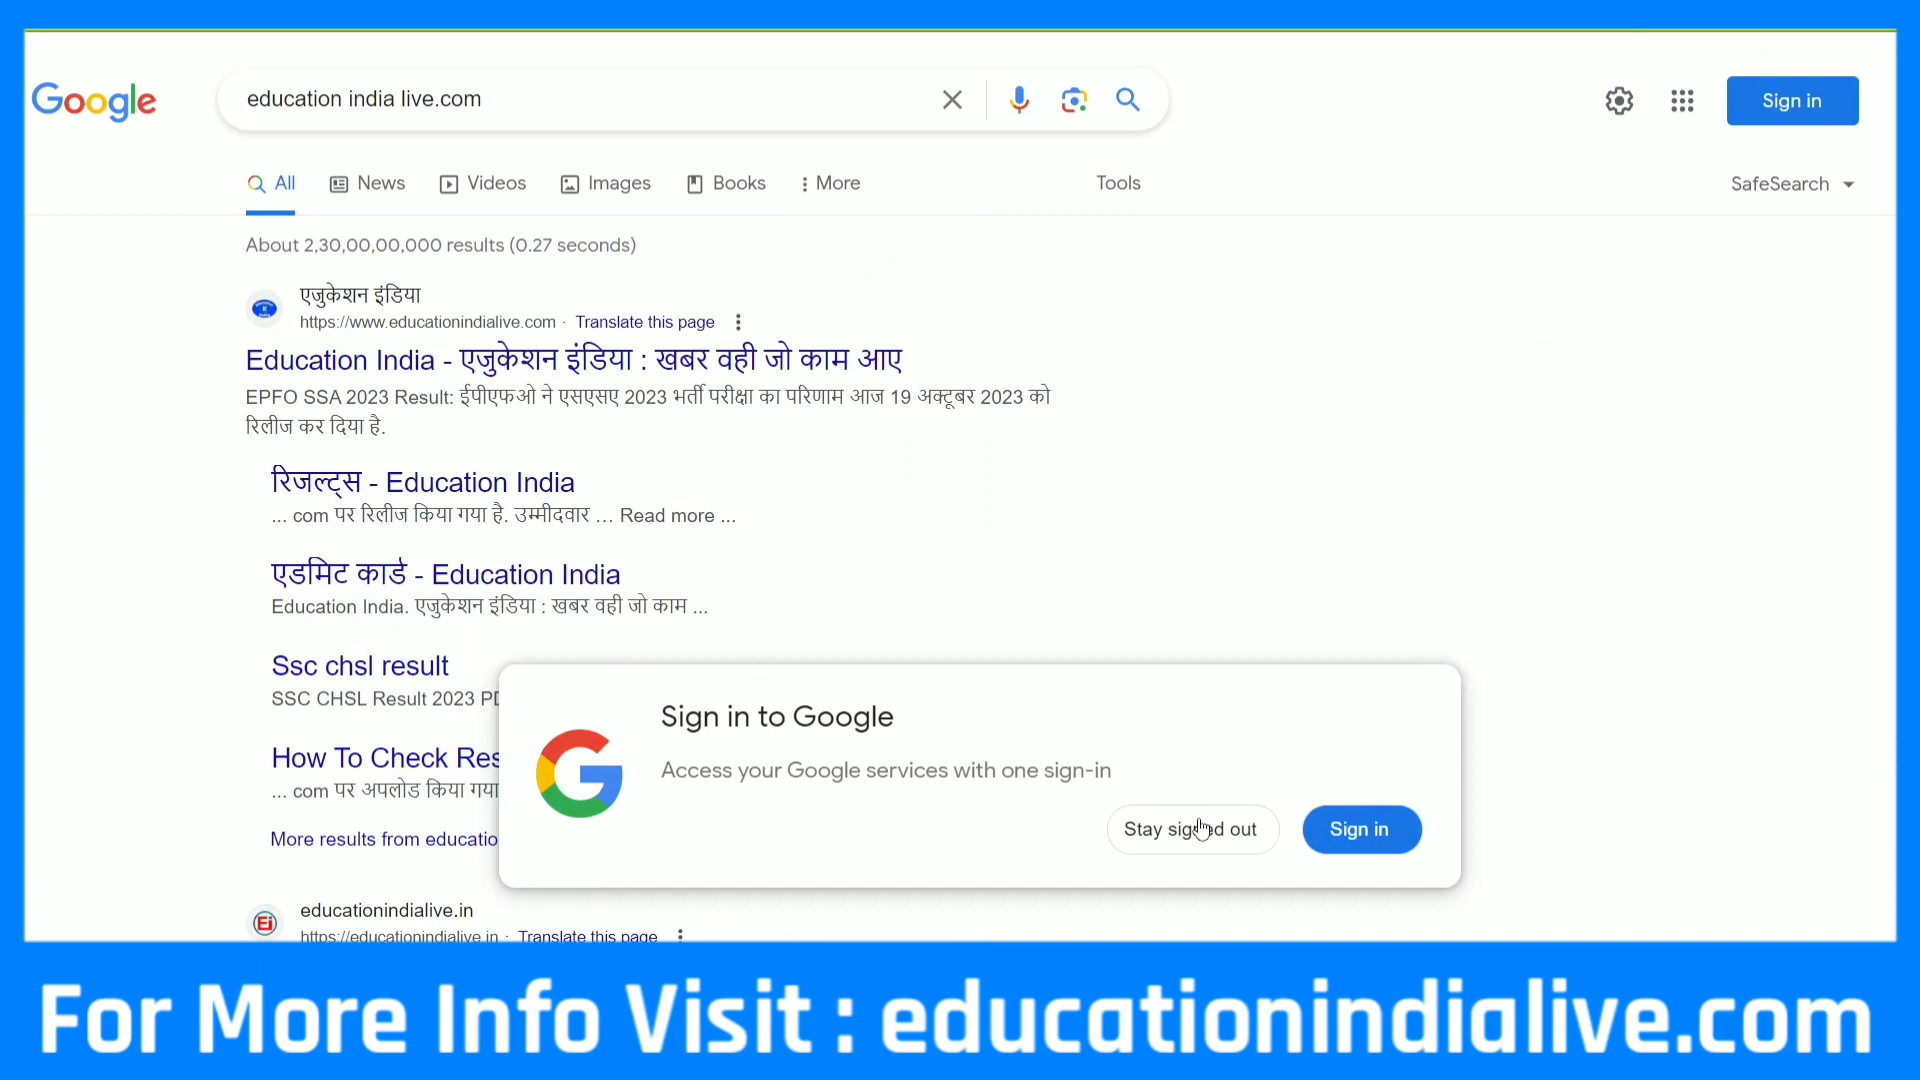 Google
education india live.com
Sign in
All News Videos Images Books More Tools SafeSearch
About 2,30,00,00,000 results (0.27 seconds)
एजुकेशन इंडिया
https://www.educationindialive.com · Translate this page
Education India - एजुकेशन इंडिया : खबर वही जो काम आए
EPFO SSA 2023 Result: ईपीएफओ ने एसएसए 2023 भर्ती परीक्षा का परिणाम आज 19 अक्टूबर 2023 को
रिलीज कर दिया है.
रिजल्ट्स - Education India
... com पर रिलीज किया गया है. उम्मीदवार ... Read more ...
एडमिट कार्ड - Education India
Education India. एजुकेशन इंडिया : खबर वही जो काम ...
Ssc chsl result
SSC CHSL Result 2023
How To Check Res
... com पर अपलोड किया गया
More results from educatio
Sign in to Google
Access your Google services with one sign-in
Stay signed out
Sign in
educationindialive.in
https://educationindialive.in · Translate this page
For More Info Visit : educationindialive.com